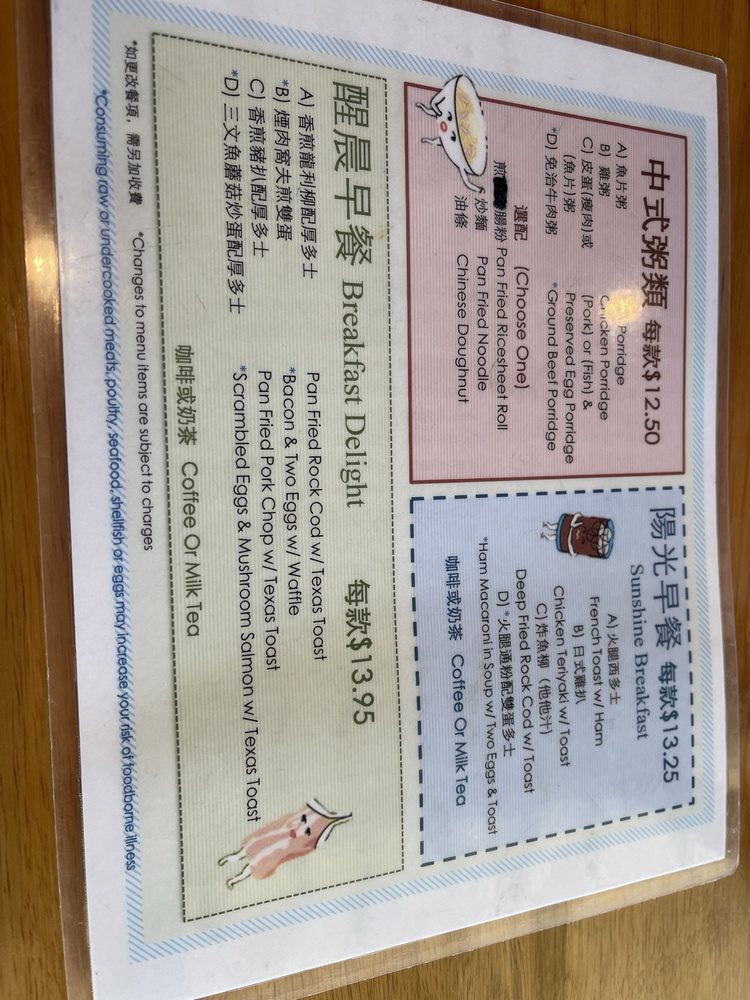 中式粥類 每款$12.50
A) 魚片粥 Porridge
B) 雞粥 Chicken Porridge
C) 皮蛋(瘦肉)或 (Pork) or (Fish) &
(魚片)粥 Preserved Egg Porridge
*D) 免治牛肉粥 *Ground Beef Porridge
選配 (Choose One)
煎腸粉 Pan Fried Ricesheet Roll
炒麵 Pan Fried Noodle
油條 Chinese Doughnut
陽光早餐 每款$13.25
Sunshine Breakfast
A) 火腿西多士
French Toast w/ Ham
B) 日式雞扒
Chicken Teriyaki w/ Toast
C) 炸魚柳 (他他汁)
Deep Fried Rock Cod w/ Toast
D) *火腿通粉配雙蛋多士
*Ham Macaroni in Soup w/ Two Eggs & Toast
咖啡或奶茶 Coffee Or Milk Tea
醒晨早餐 Breakfast Delight 每款$13.95
A) 香煎龍利柳配厚多士 Pan Fried Rock Cod w/ Texas Toast
*B) 煙肉窩夫煎雙蛋 *Bacon & Two Eggs w/ Waffle
C) 香煎豬扒配厚多士 Pan Fried Pork Chop w/ Texas Toast
*D) 三文魚蘑菇炒蛋配厚多士 *Scrambled Eggs & Mushroom Salmon w/ Texas Toast
咖啡或奶茶 Coffee Or Milk Tea
*如更改餐項，需另加收費 *Changes to menu items are subject to charges
*Consuming raw or undercooked meats, poultry, seafood, shellfish or eggs may increase your risk of foodborne illness